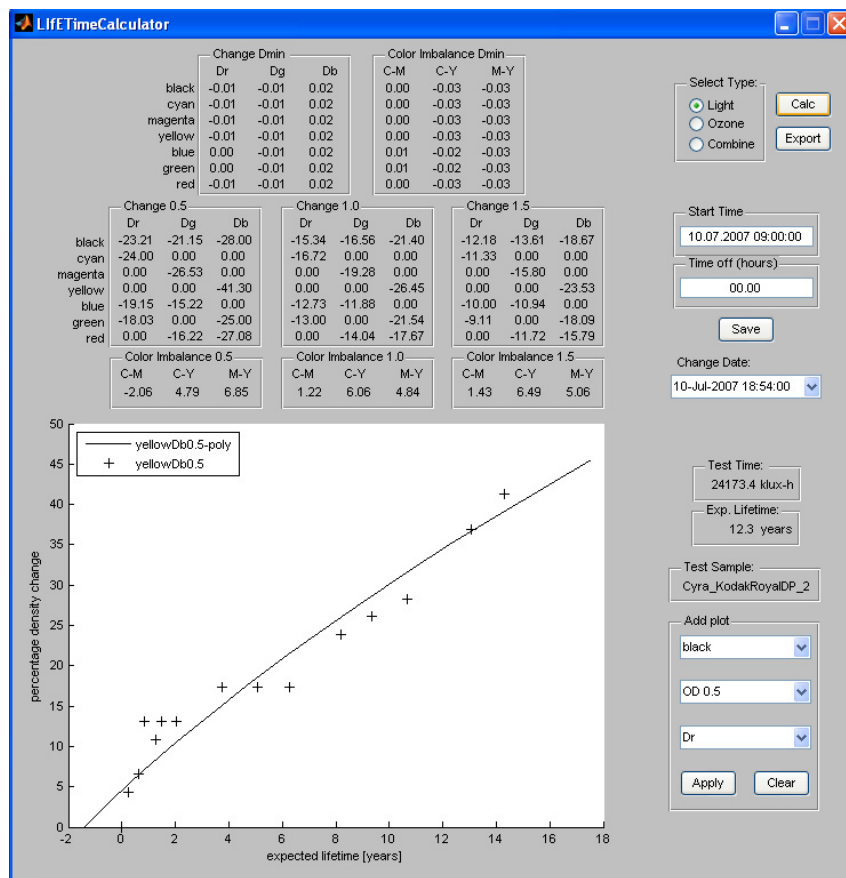 LIfETimeCalculator
Change Dmin Color Imbalance Dmin
Dr Dg Db C-M C-Y M-Y
black -0.01 -0.01 0.02 0.00 -0.03 -0.03
cyan -0.01 -0.01 0.02 0.00 -0.03 -0.03
magenta -0.01 -0.01 0.02 0.00 -0.03 -0.03
yellow -0.01 -0.01 0.02 0.00 -0.03 -0.03
blue 0.00 -0.01 0.02 0.01 -0.02 -0.03
green 0.00 -0.01 0.02 0.01 -0.02 -0.03
red -0.01 -0.01 0.02 0.00 -0.03 -0.03
Select Type:
Light
Ozone
Combine
Calc
Export
Change 0.5 Change 1.0 Change 1.5
Dr Dg Db Dr Dg Db Dr Dg Db
black -23.21 -21.15 -28.00 -15.34 -16.56 -21.40 -12.18 -13.61 -18.67
cyan -24.00 0.00 0.00 -16.72 0.00 0.00 -11.33 0.00 0.00
magenta 0.00 -26.53 0.00 0.00 -19.28 0.00 0.00 -15.80 0.00
yellow 0.00 0.00 -41.30 0.00 0.00 -26.45 0.00 0.00 -23.53
blue -19.15 -15.22 0.00 -12.73 -11.88 0.00 -10.00 -10.94 0.00
green -18.03 0.00 -25.00 -13.00 0.00 -21.54 -9.11 0.00 -18.09
red 0.00 -16.22 -27.08 0.00 -14.04 -17.67 0.00 -11.72 -15.79
Color Imbalance 0.5 Color Imbalance 1.0 Color Imbalance 1.5
C-M C-Y M-Y C-M C-Y M-Y C-M C-Y M-Y
-2.06 4.79 6.85 1.22 6.06 4.84 1.43 6.49 5.06
Start Time
10.07.2007 09:00:00
Time off (hours)
00.00
Save
Change Date:
10-Jul-2007 18:54:00
Test Time:
24173.4 klux-h
Exp. Lifetime:
12.3 years
Test Sample:
Cyra_KodakRoyalDP_2
Add plot
black
OD 0.5
Dr
Apply Clear
yellowDb0.5-poly
yellowDb0.5
percentage density change
50
45
40
35
30
25
20
15
10
5
0
-2 0 2 4 6 8 10 12 14 16 18
expected lifetime [years]